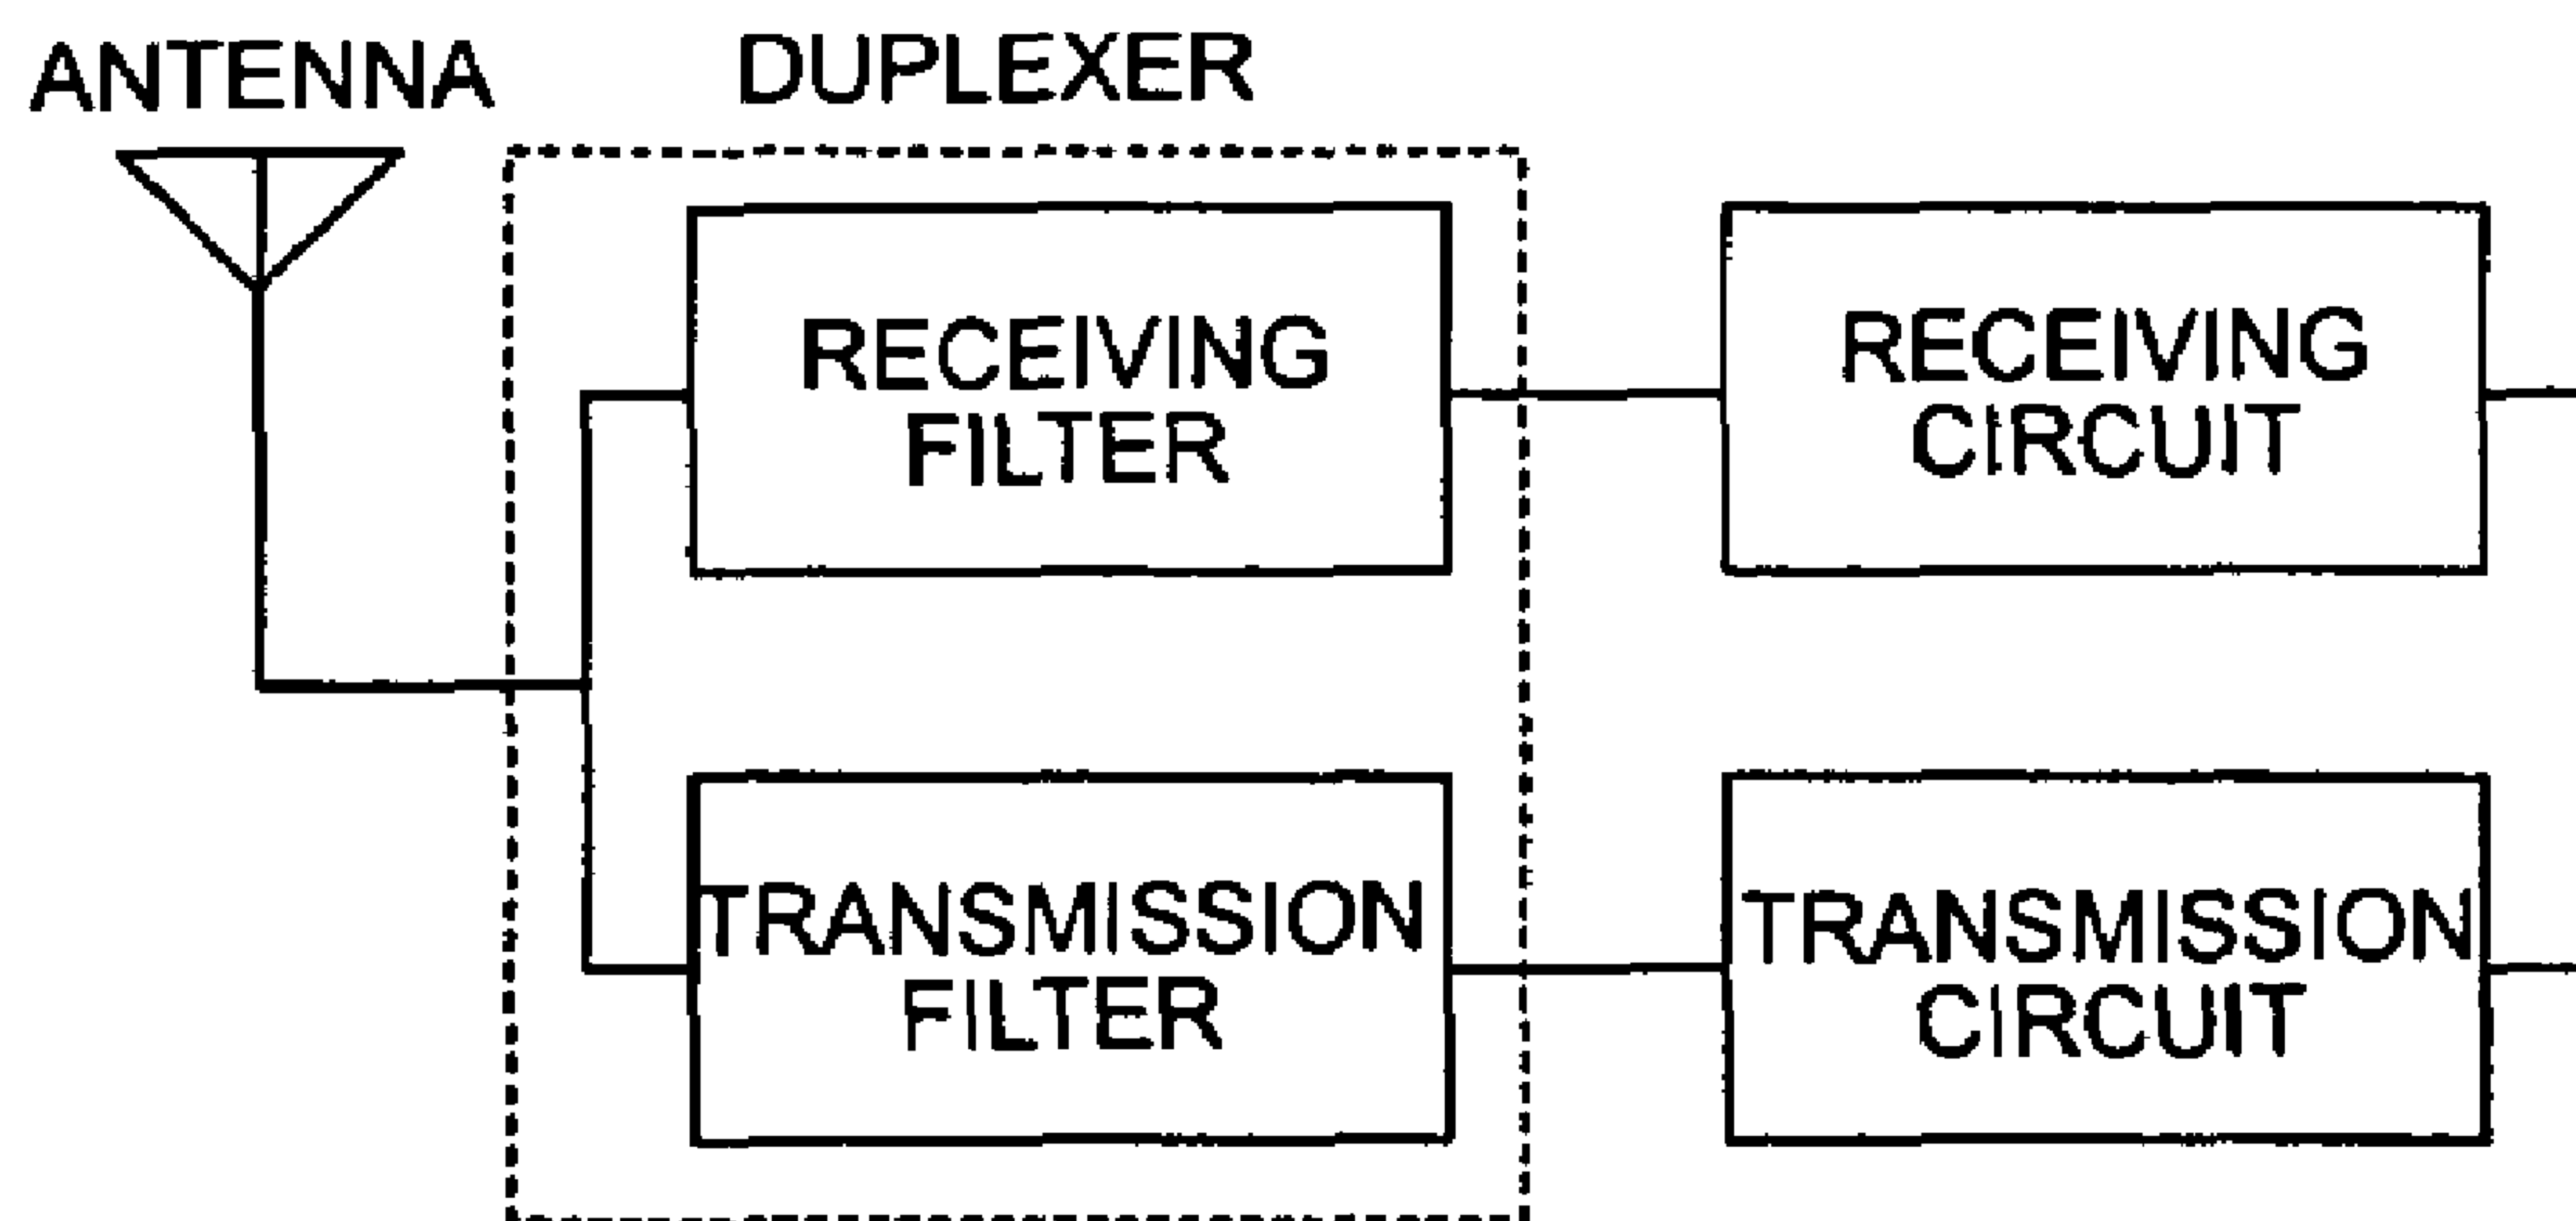 ANTENNA
DUPLEXER
RECEIVING
FILTER
RECEIVING
CIRCUIT
TRANSMISSION
FILTER
TRANSMISSION
CIRCUIT